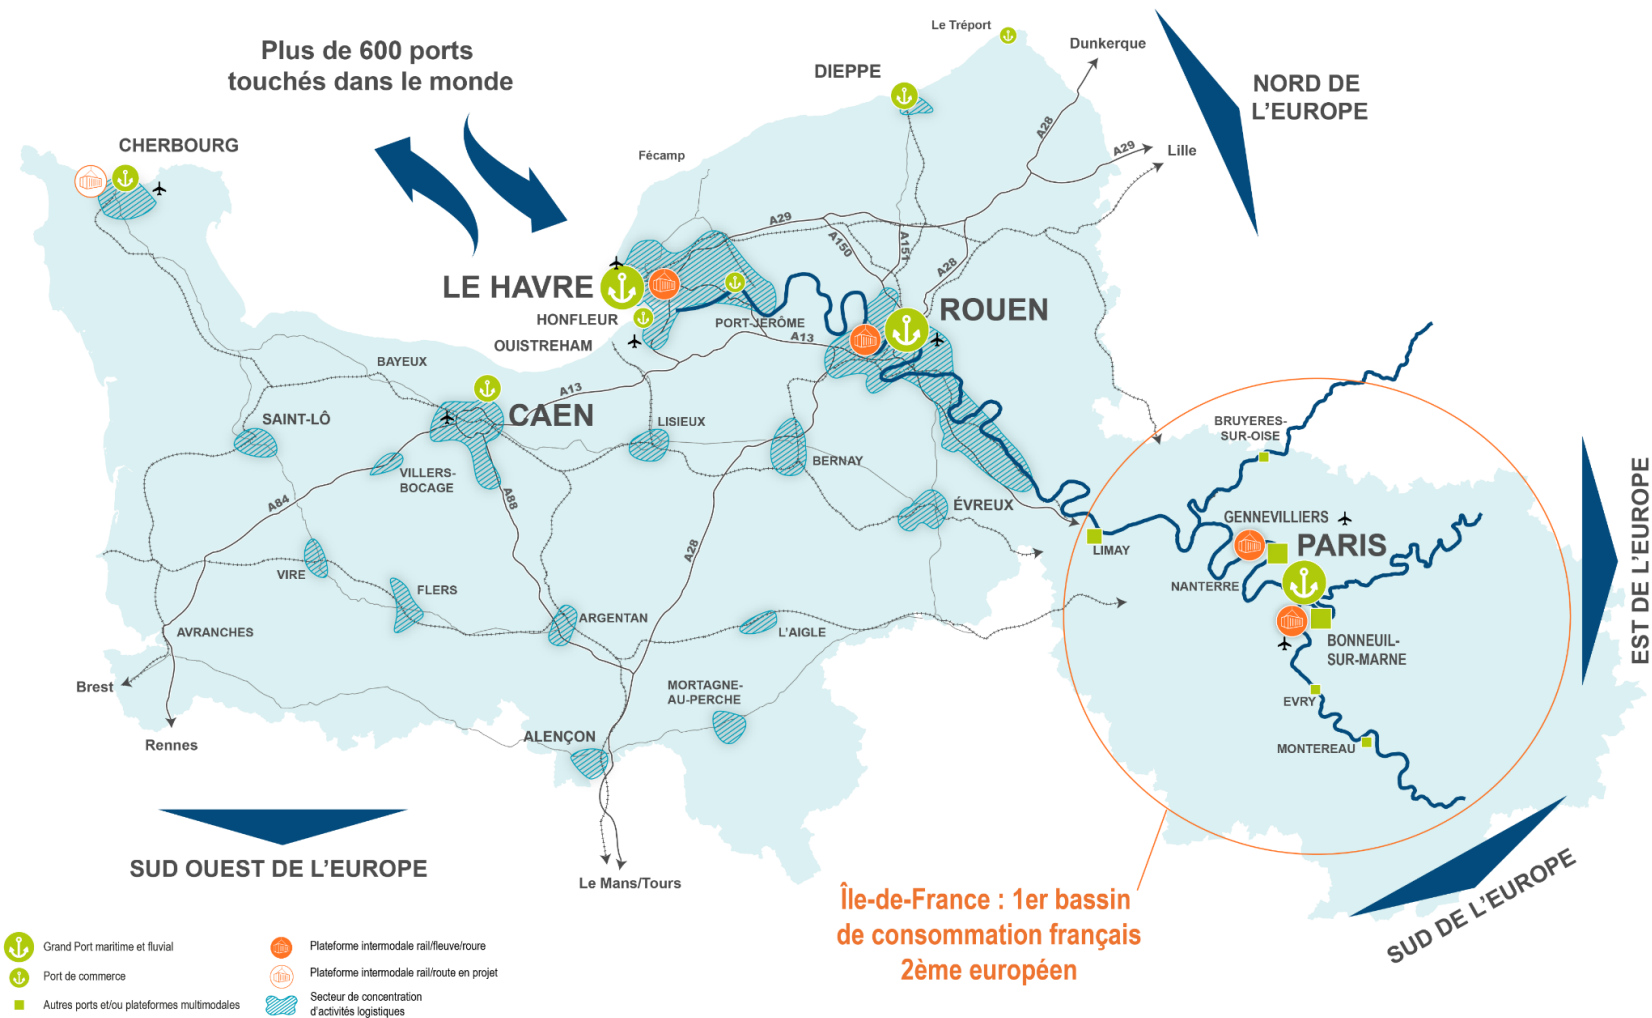 Plus de 600 ports
touchés dans le monde
Le Tréport
Dunkerque
DIEPPE
NORD DE
L'EUROPE
A28
A29
Lille
CHERBOURG
Fécamp
A29
A150
A151
A28
LE HAVRE
ROUEN
HONFLEUR
PORT-JERÔME
OUISTREHAM
A13
BAYEUX
A13
CAEN
SAINT-LÔ
LISIEUX
BRUYERES-
SUR-OISE
VILLERS-
BOCAGE
BERNAY
A84
A88
ÉVREUX
GENNEVILLIERS
PARIS
LIMAY
A28
EST DE L'EUROPE
VIRE
FLERS
NANTERRE
ARGENTAN
L'AIGLE
AVRANCHES
BONNEUIL-
SUR-MARNE
Brest
MORTAGNE-
AU-PERCHE
EVRY
Rennes
ALENÇON
MONTEREAU
SUD OUEST DE L'EUROPE
Le Mans/Tours
SUD DE L'EUROPE
Île-de-France : 1er bassin
de consommation français
2ème européen
Grand Port maritime et fluvial
Port de commerce
Autres ports et/ou plateformes multimodales
Plateforme intermodale rail/fleuve/roure
Plateforme intermodale rail/route en projet
Secteur de concentration
d'activités logistiques